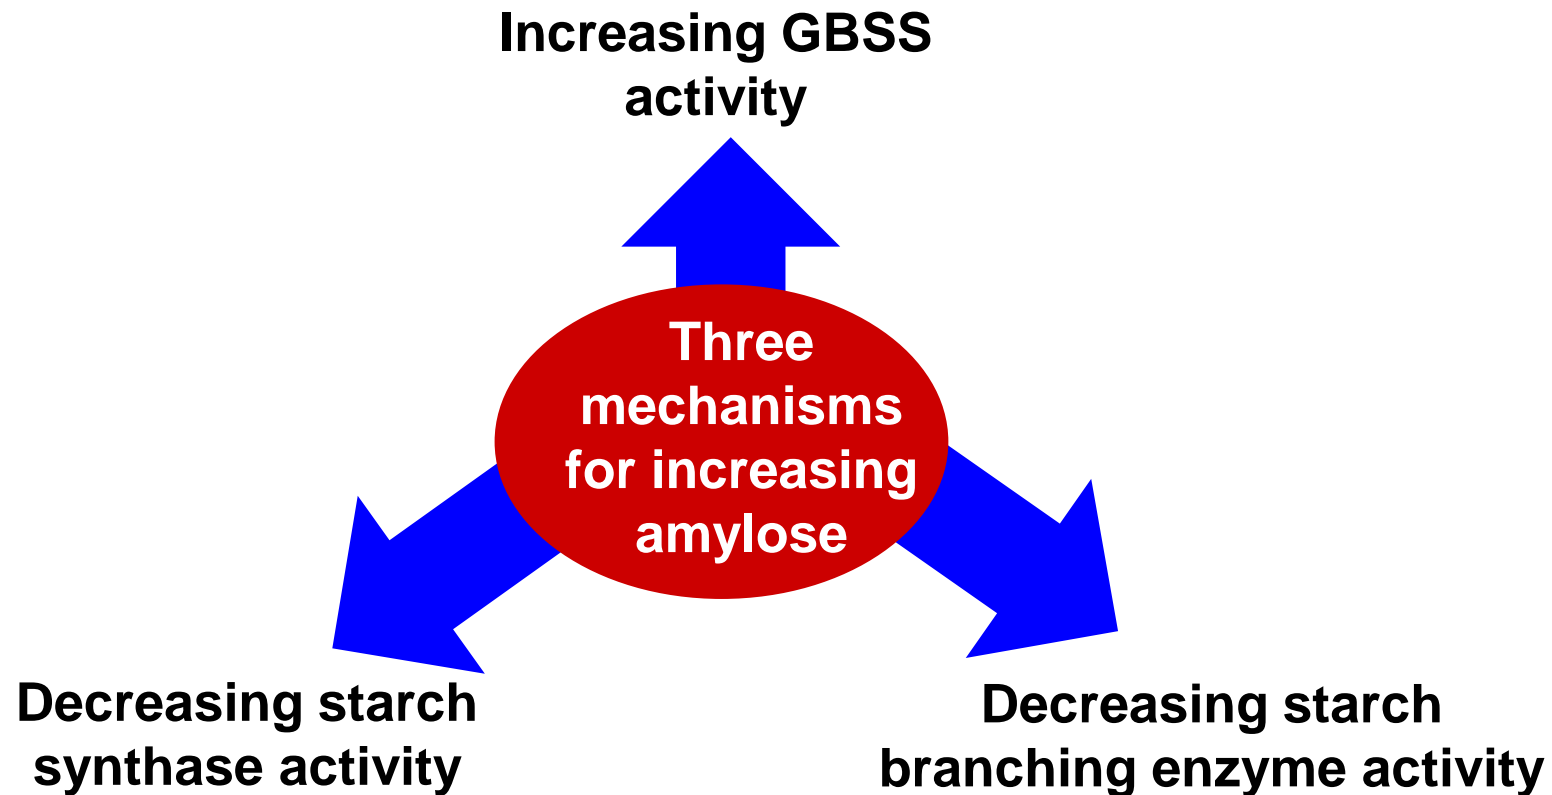 Increasing GBSS
activity
Three
mechanisms
for increasing
amylose
Decreasing starch
synthase activity
Decreasing starch
branching enzyme activity